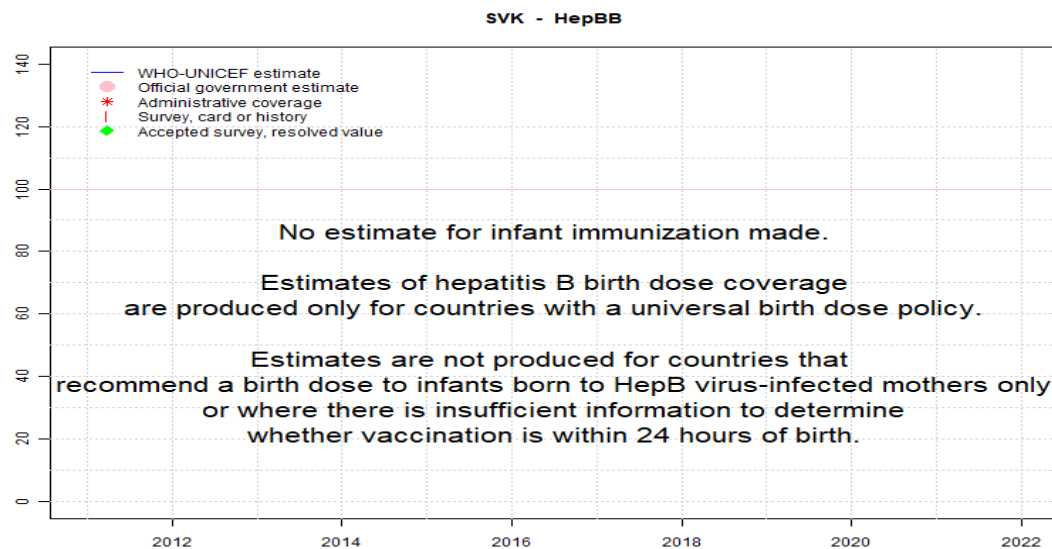 SVK - HepBB
140
120
100
80
60
40
20
0
WHO-UNICEF estimate
Official government estimate
Administrative coverage
Survey, card or history
Accepted survey, resolved value
No estimate for infant immunization made.
Estimates of hepatitis B birth dose coverage
are produced only for countries with a universal birth dose policy.
Estimates are not produced for countries that
recommend a birth dose to infants born to HepB virus-infected mothers only
or where there is insufficient information to determine
whether vaccination is within 24 hours of birth.
2012 2014 2016 2018 2020 2022